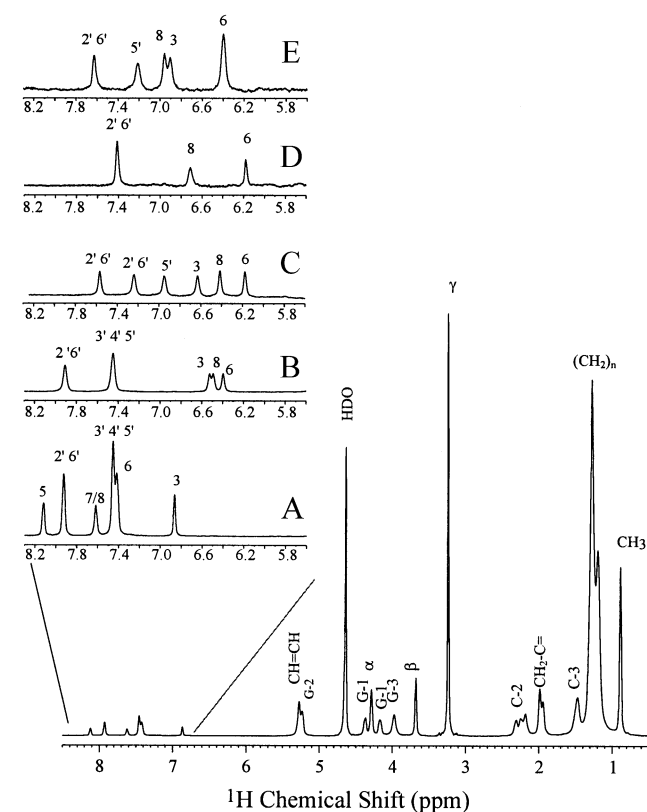 2' 6' 5' 8 3 6 E
8.2 7.8 7.4 7.0 6.6 6.2 5.8
2' 6' 8 6 D
8.2 7.8 7.4 7.0 6.6 6.2 5.8
2' 6' 2' 6' 5' 3 8 6 C
8.2 7.8 7.4 7.0 6.6 6.2 5.8
2 '6' 3' 4' 5' 3 8 6 B
8.2 7.8 7.4 7.0 6.6 6.2 5.8
5 2' 6' 7/8 3' 4' 5' 6 3 A
8.2 7.8 7.4 7.0 6.6 6.2 5.8
CH=CH
G-2
HDO
G-1
α
G-1
G-3
β
γ
C-2
CH2-C=
C-3
(CH2)n
CH3
8 7 6 5 4 3 2 1
1H Chemical Shift (ppm)